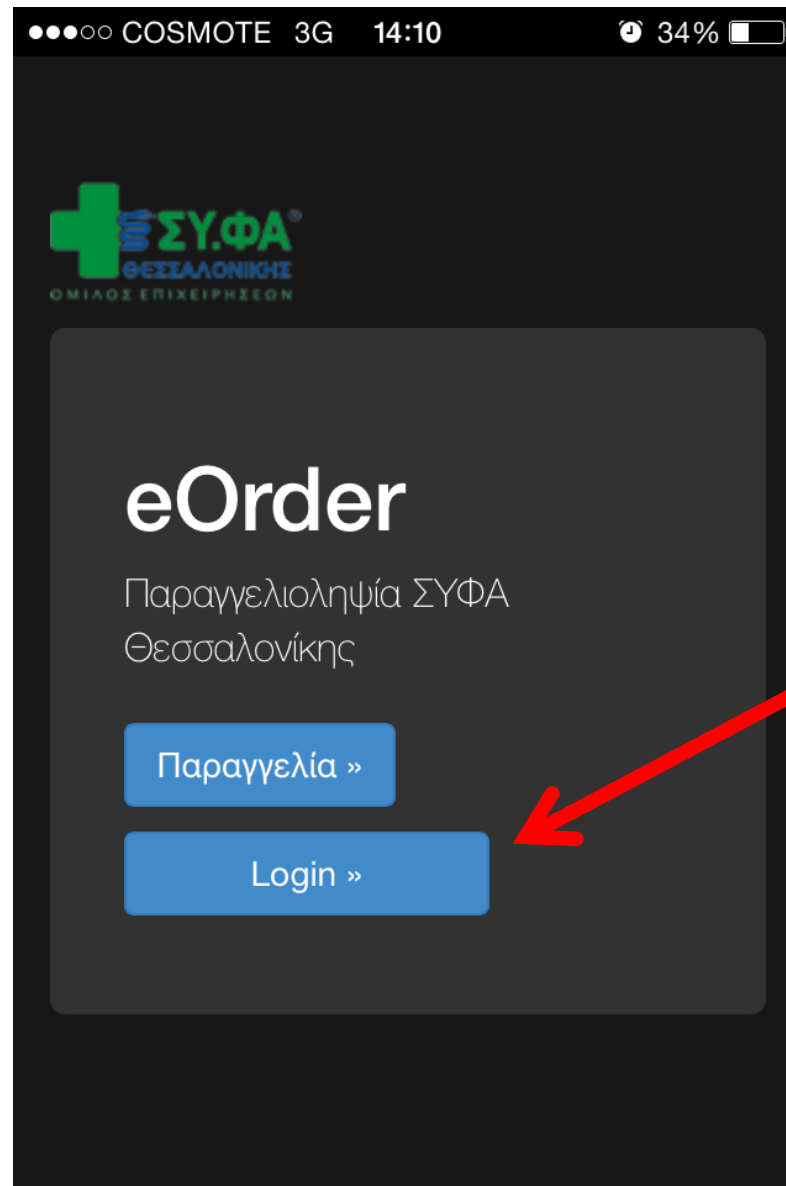 ●●●○○ COSMOTE 3G 14:10 34%
ΣΥ.ΦΑ®
ΘΕΣΣΑΛΟΝΙΚΗΣ
ΟΜΙΛΟΣ ΕΠΙΧΕΙΡΗΣΕΩΝ
eOrder
Παραγγελιοληψία ΣΥΦΑ
Θεσσαλονίκης
Παραγγελία »
Login »